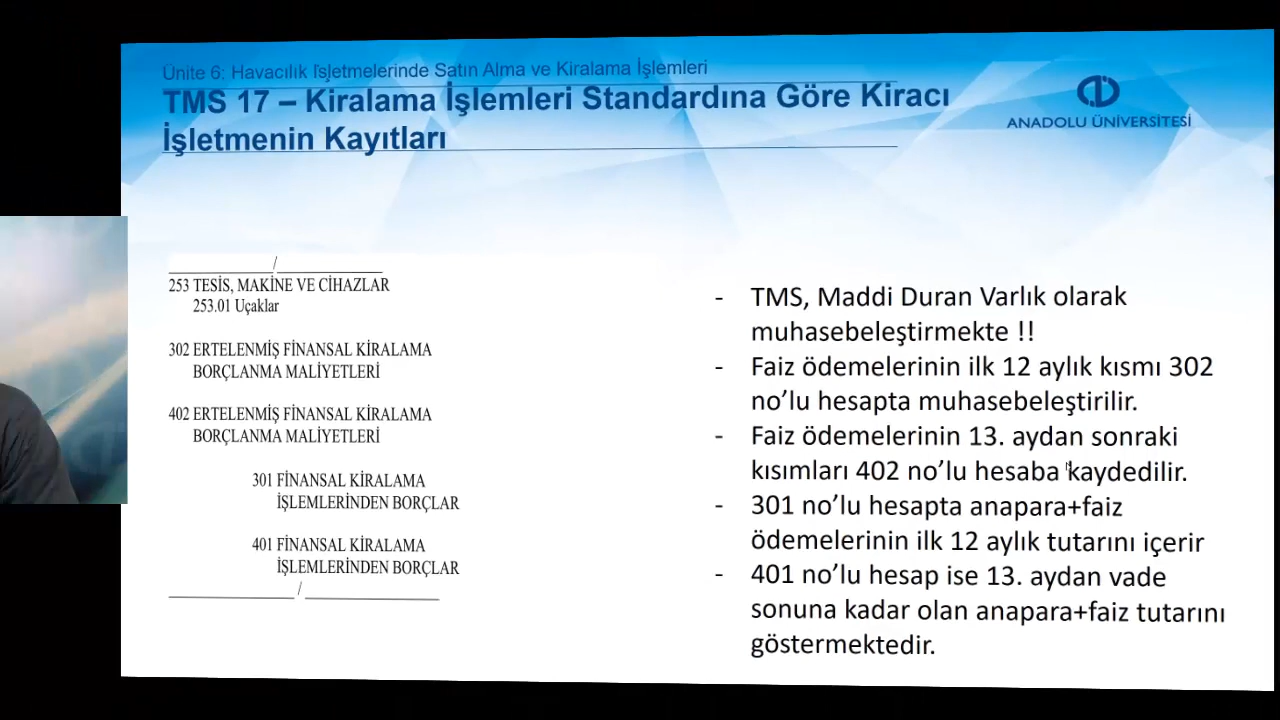 Ünite 6: Havacılık İşletmelerinde Satın Alma ve Kiralama İşlemleri
TMS 17 – Kiralama İşlemleri Standardına Göre Kiracı
İşletmenin Kayıtları
ANADOLU ÜNİVERSİTESİ
/
253 TESİS, MAKİNE VE CİHAZLAR
253.01 Uçaklar
302 ERTELENMİŞ FİNANSAL KİRALAMA
BORÇLANMA MALİYETLERİ
402 ERTELENMİŞ FİNANSAL KİRALAMA
BORÇLANMA MALİYETLERİ
301 FİNANSAL KİRALAMA
İŞLEMLERİNDEN BORÇLAR
401 FİNANSAL KİRALAMA
İŞLEMLERİNDEN BORÇLAR
/
- TMS, Maddi Duran Varlık olarak
muhasebeleştirmekte !!
- Faiz ödemelerinin ilk 12 aylık kısmı 302
no’lu hesapta muhasebeleştirilir.
- Faiz ödemelerinin 13. aydan sonraki
kısımları 402 no’lu hesaba kaydedilir.
- 301 no’lu hesapta anapara+faiz
ödemelerinin ilk 12 aylık tutarını içerir
- 401 no’lu hesap ise 13. aydan vade
sonuna kadar olan anapara+faiz tutarını
göstermektedir.